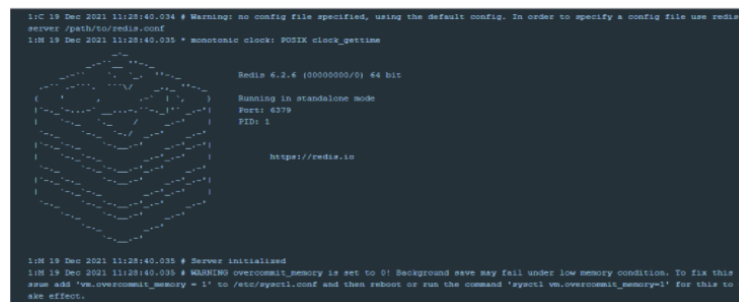 1:C 19 Dec 2021 11:28:40.034 # Warning: no config file specified, using the default config. In order to specify a config file use redis
server /path/to/redis.conf
1:M 19 Dec 2021 11:28:40.035 * monotonic clock: POSIX clock_gettime
Redis 6.2.6 (00000000/0) 64 bit
Running in standalone mode
Port: 6379
PID: 1
https://redis.io
1:M 19 Dec 2021 11:28:40.035 # Server initialized
1:M 19 Dec 2021 11:28:40.035 # WARNING overcommit_memory is set to 0! Background save may fail under low memory condition. To fix this
ssue add 'vm.overcommit_memory = 1' to /etc/sysctl.conf and then reboot or run the command 'sysctl vm.overcommit_memory=1' for this to
ake effect.